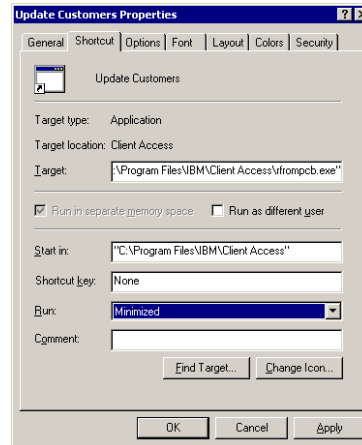 Update Customers Properties
General Shortcut Options Font Layout Colors Security
Update Customers
Target type: Application
Target location: Client Access
Target: :\Program Files\IBM\Client Access\rfrompcb.exe"
Run in separate memory space Run as different user
Start in: "C:\Program Files\IBM\Client Access"
Shortcut key: None
Run: Minimized
Comment:
Find Target... Change Icon...
OK Cancel Apply